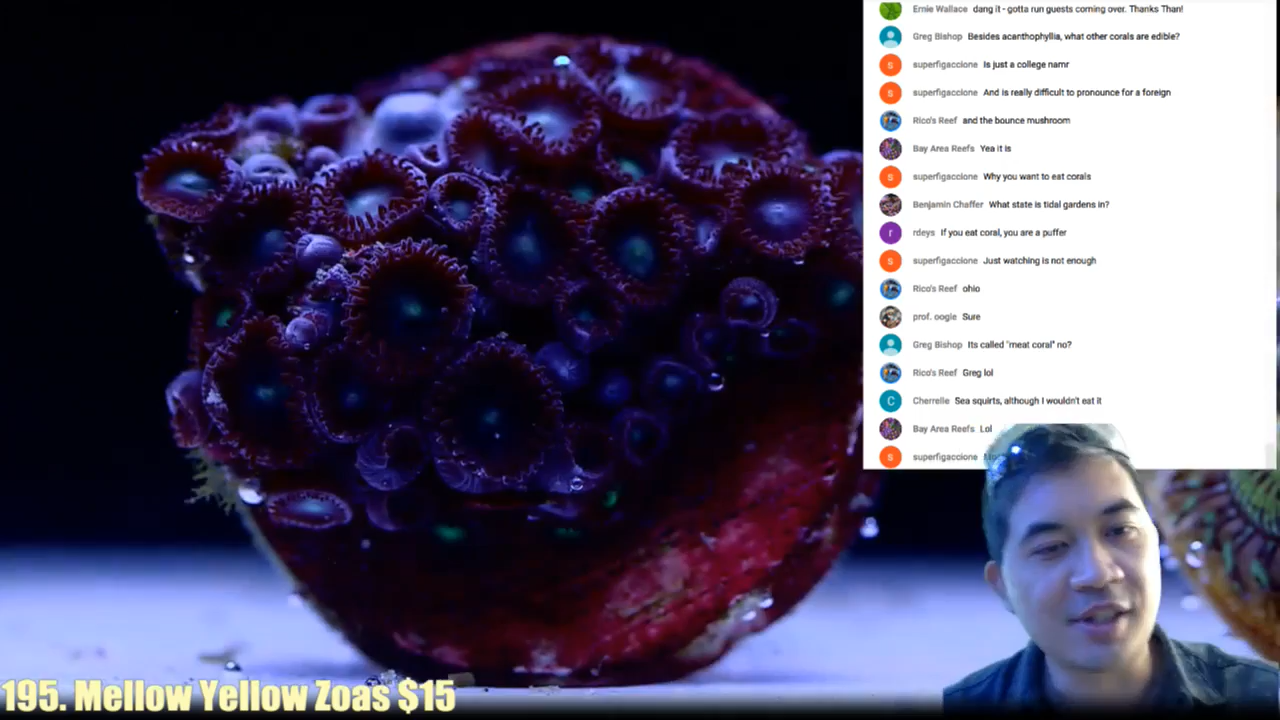 Ernie Wallace dang it - gotta run guests coming over. Thanks Than!
Greg Bishop Besides acanthophyllia, what other corals are edible?
superfigaccione Is just a college namr
superfigaccione And is really difficult to pronounce for a foreign
Rico's Reef and the bounce mushroom
Bay Area Reefs Yea it is
superfigaccione Why you want to eat corals
Benjamin Chaffer What state is tidal gardens in?
r rdeys If you eat coral, you are a puffer
superfigaccione Just watching is not enough
Rico's Reef ohio
prof. oogie Sure
Greg Bishop Its called "meat coral" no?
Rico's Reef Greg lol
C Cherrelle Sea squirts, although I wouldn't eat it
Bay Area Reefs Lol
superfigaccione
195. Mellow Yellow Zoas $15